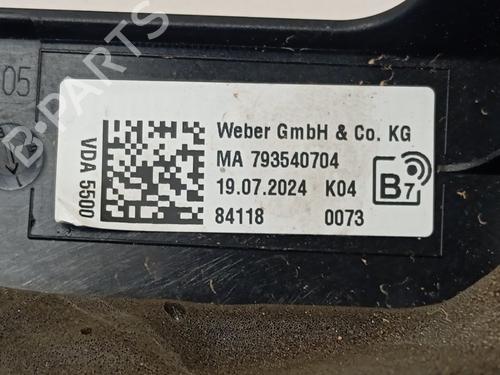 05
VDA 5500
Weber GmbH & Co. KG
MA 793540704
19.07.2024 K04
84118 0073
B7
B-PARTS